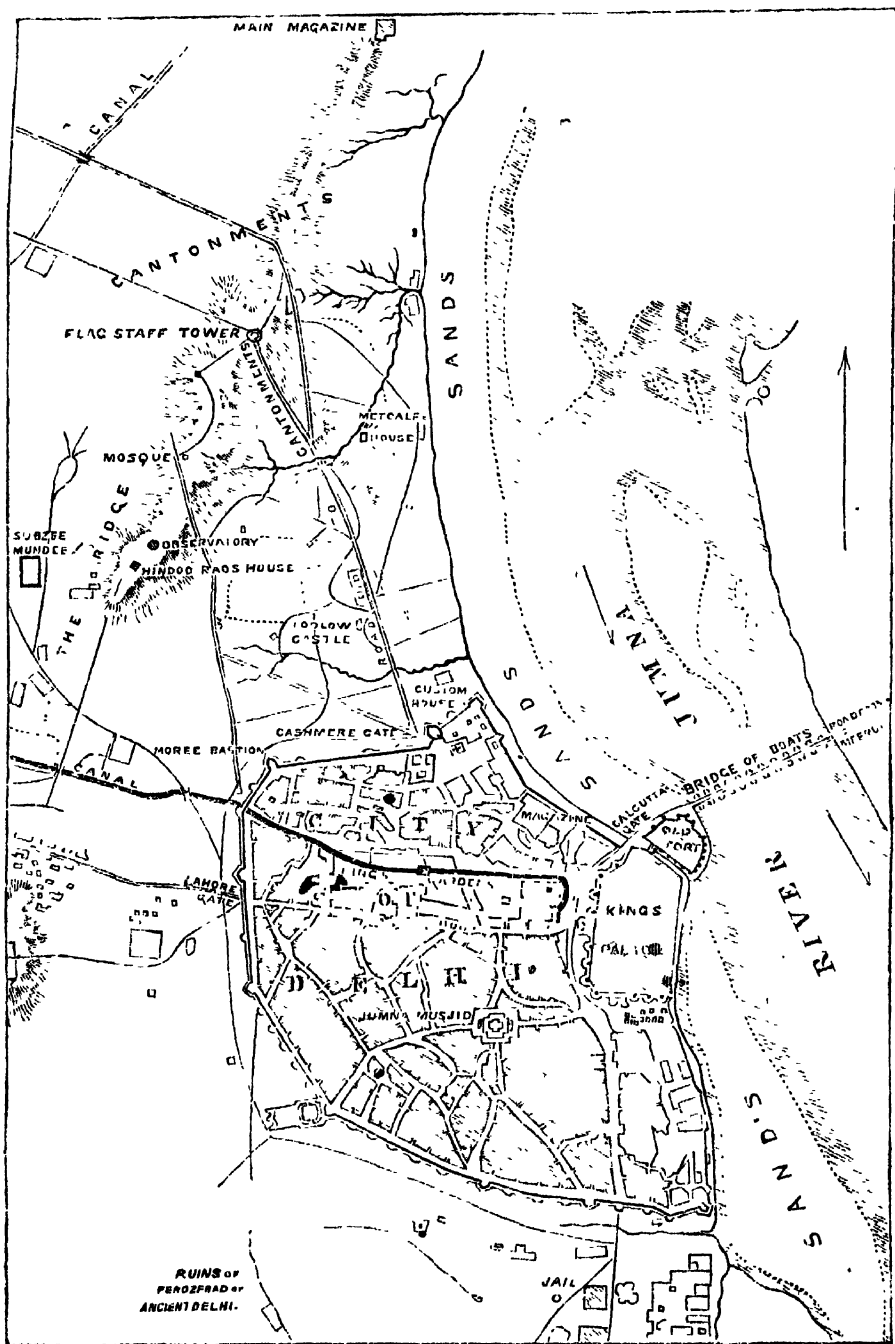 MAIN MAGAZINE
CANAL
CANTONMENTS
FLAG STAFF TOWER
CANTONMENTS
SANDS
METCALFE
HOUSE
MOSQUE
THE RIDGE
SUBZEE
MUNDEE
OBSERVATORY
HINDOO RAOS HOUSE
LUDLOW
CASTLE
ROAD
JUMNA
RIVER
SANDS
CUSTOM
HOUSE
CASHMERE GATE
MOREE BASTION
CANAL
CALCUTTA
GATE
BRIDGE OF BOATS
MAGAZINE
OLD
FORT
CITY
LAHORE
GATE
OF
KINGS
PALACE
DELHI
JUMNA MUSJID
SAND'S
RUINS OF
ANCIENT DELHI.
JAIL